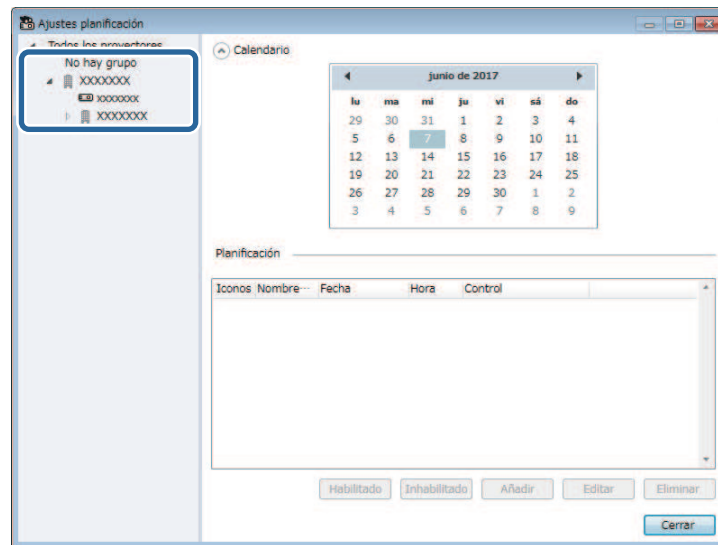 Ajustes planificación
Todos los proyectores
No hay grupo
XXXXXXX
xxxxxxx
XXXXXXX
Calendario
junio de 2017
lu ma mi ju vi sá do
29 30 31 1 2 3 4
5 6 7 8 9 10 11
12 13 14 15 16 17 18
19 20 21 22 23 24 25
26 27 28 29 30 1 2
3 4 5 6 7 8 9
Planificación
Iconos Nombre··· Fecha Hora Control
Habilitado Inhabilitado Añadir Editar Eliminar
Cerrar